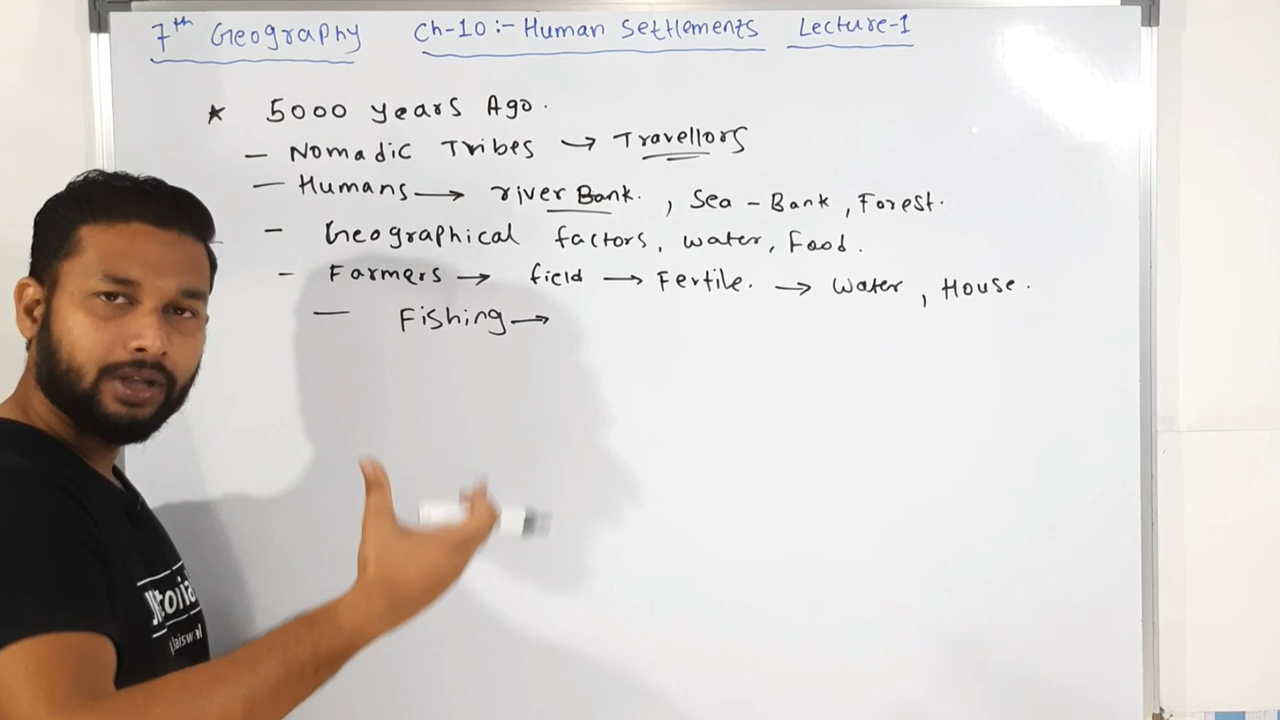 7th Geography Ch-10:- Human Settlements Lecture-1
* 5000 years Ago.
- Nomadic Tribes → Travellors
- Humans → river Bank. , Sea - Bank , Forest.
- Geographical factors, water, Food.
- Farmers → field → Fertile. → Water , House.
- Fishing →